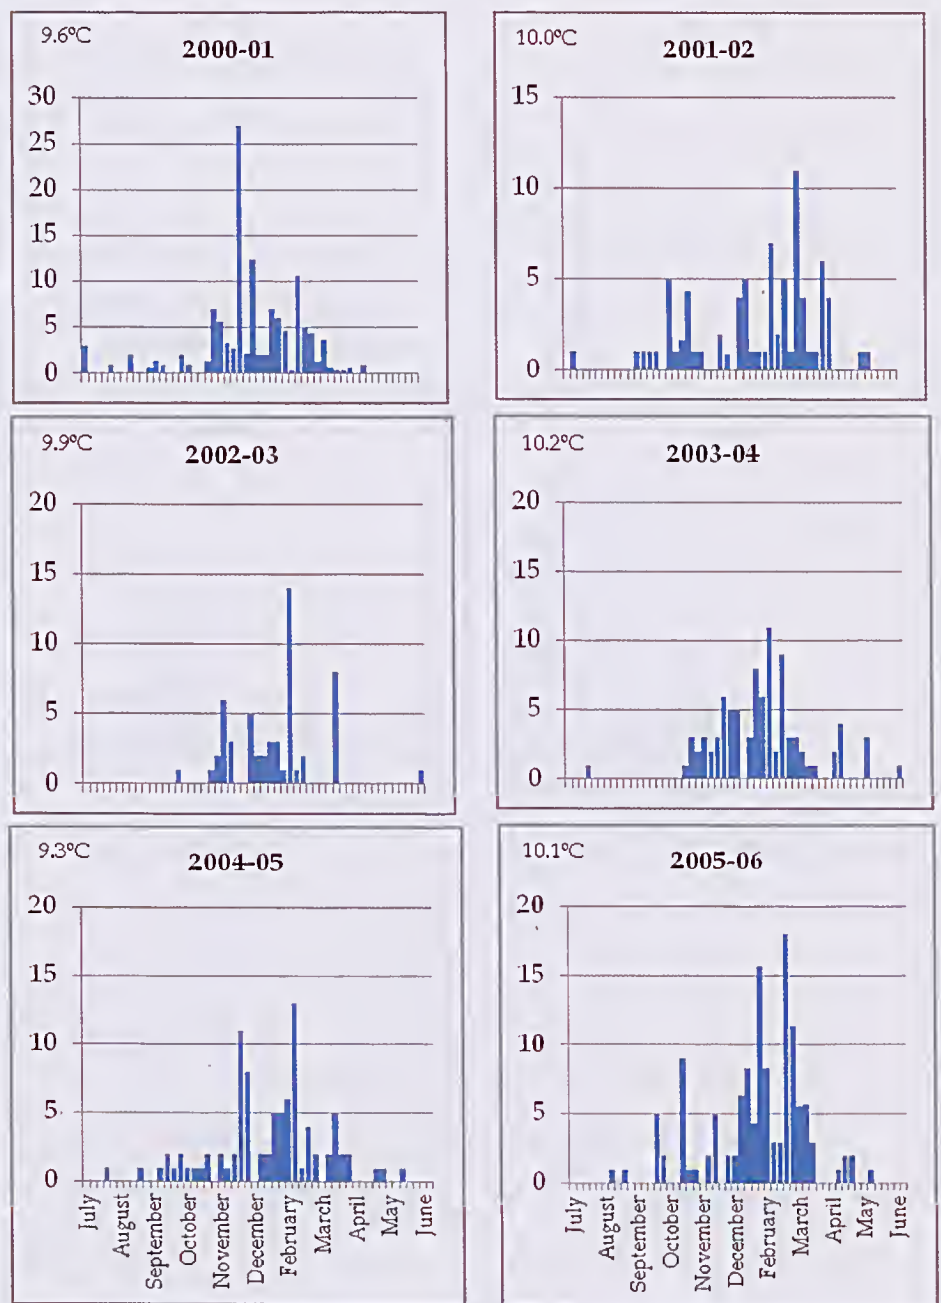 9.6°C
2000-01
30
25
20
15
10
5
0
10.0°C
2001-02
15
10
5
0
9.9°C
2002-03
20
15
10
5
0
10.2°C
2003-04
20
15
10
5
0
9.3°C
2004-05
20
15
10
5
0
July
August
September
October
November
December
February
March
April
May
June
10.1°C
2005-06
20
15
10
5
0
July
August
September
October
November
December
February
March
April
May
June